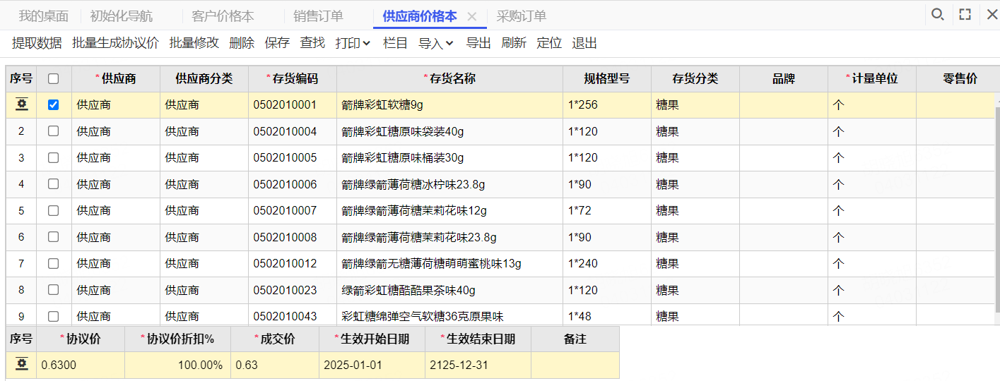 我的桌面 初始化导航 客户价格本 销售订单 供应商价格本 采购订单
提取数据 批量生成协议价 批量修改 删除 保存 查找 打印 栏目 导入 导出 刷新 定位 退出
序号 *供应商 供应商分类 *存货编码 *存货名称 规格型号 存货分类 品牌 *计量单位 零售价
供应商 供应商 0502010001 箭牌彩虹软糖9g 1*256 糖果 个
2 供应商 供应商 0502010004 箭牌彩虹糖原味袋装40g 1*120 糖果 个
3 供应商 供应商 0502010005 箭牌彩虹糖原味桶装30g 1*120 糖果 个
4 供应商 供应商 0502010006 箭牌绿箭薄荷糖冰柠味23.8g 1*90 糖果 个
5 供应商 供应商 0502010007 箭牌绿箭薄荷糖茉莉花味12g 1*72 糖果 个
6 供应商 供应商 0502010008 箭牌绿箭薄荷糖茉莉花味23.8g 1*90 糖果 个
7 供应商 供应商 0502010012 箭牌绿箭无糖薄荷糖萌萌蜜桃味13g 1*240 糖果 个
8 供应商 供应商 0502010023 绿箭彩虹糖酷酷果茶味40g 1*120 糖果 个
9 供应商 供应商 0502010043 彩虹糖绵弹空气软糖36克原果味 1*48 糖果 个
序号 *协议价 *协议价折扣% *成交价 *生效开始日期 *生效结束日期 备注
0.6300 100.00% 0.63 2025-01-01 2125-12-31